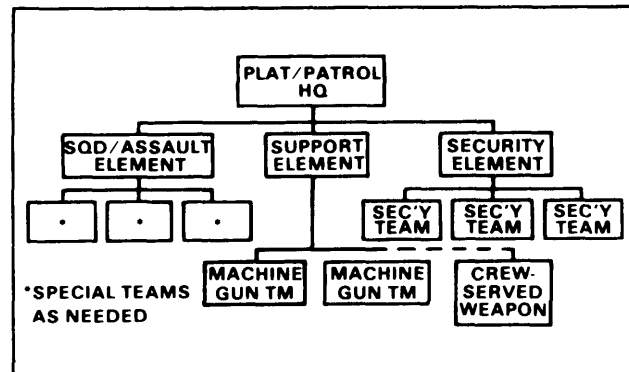 PLAT/PATROL
HQ
SQD/ASSAULT
ELEMENT
SUPPORT
ELEMENT
SECURITY
ELEMENT
*
*
*
SEC'Y
TEAM
SEC'Y
TEAM
SEC'Y
TEAM
MACHINE
GUN TM
MACHINE
GUN TM
CREW-
SERVED
WEAPON
*SPECIAL TEAMS
AS NEEDED